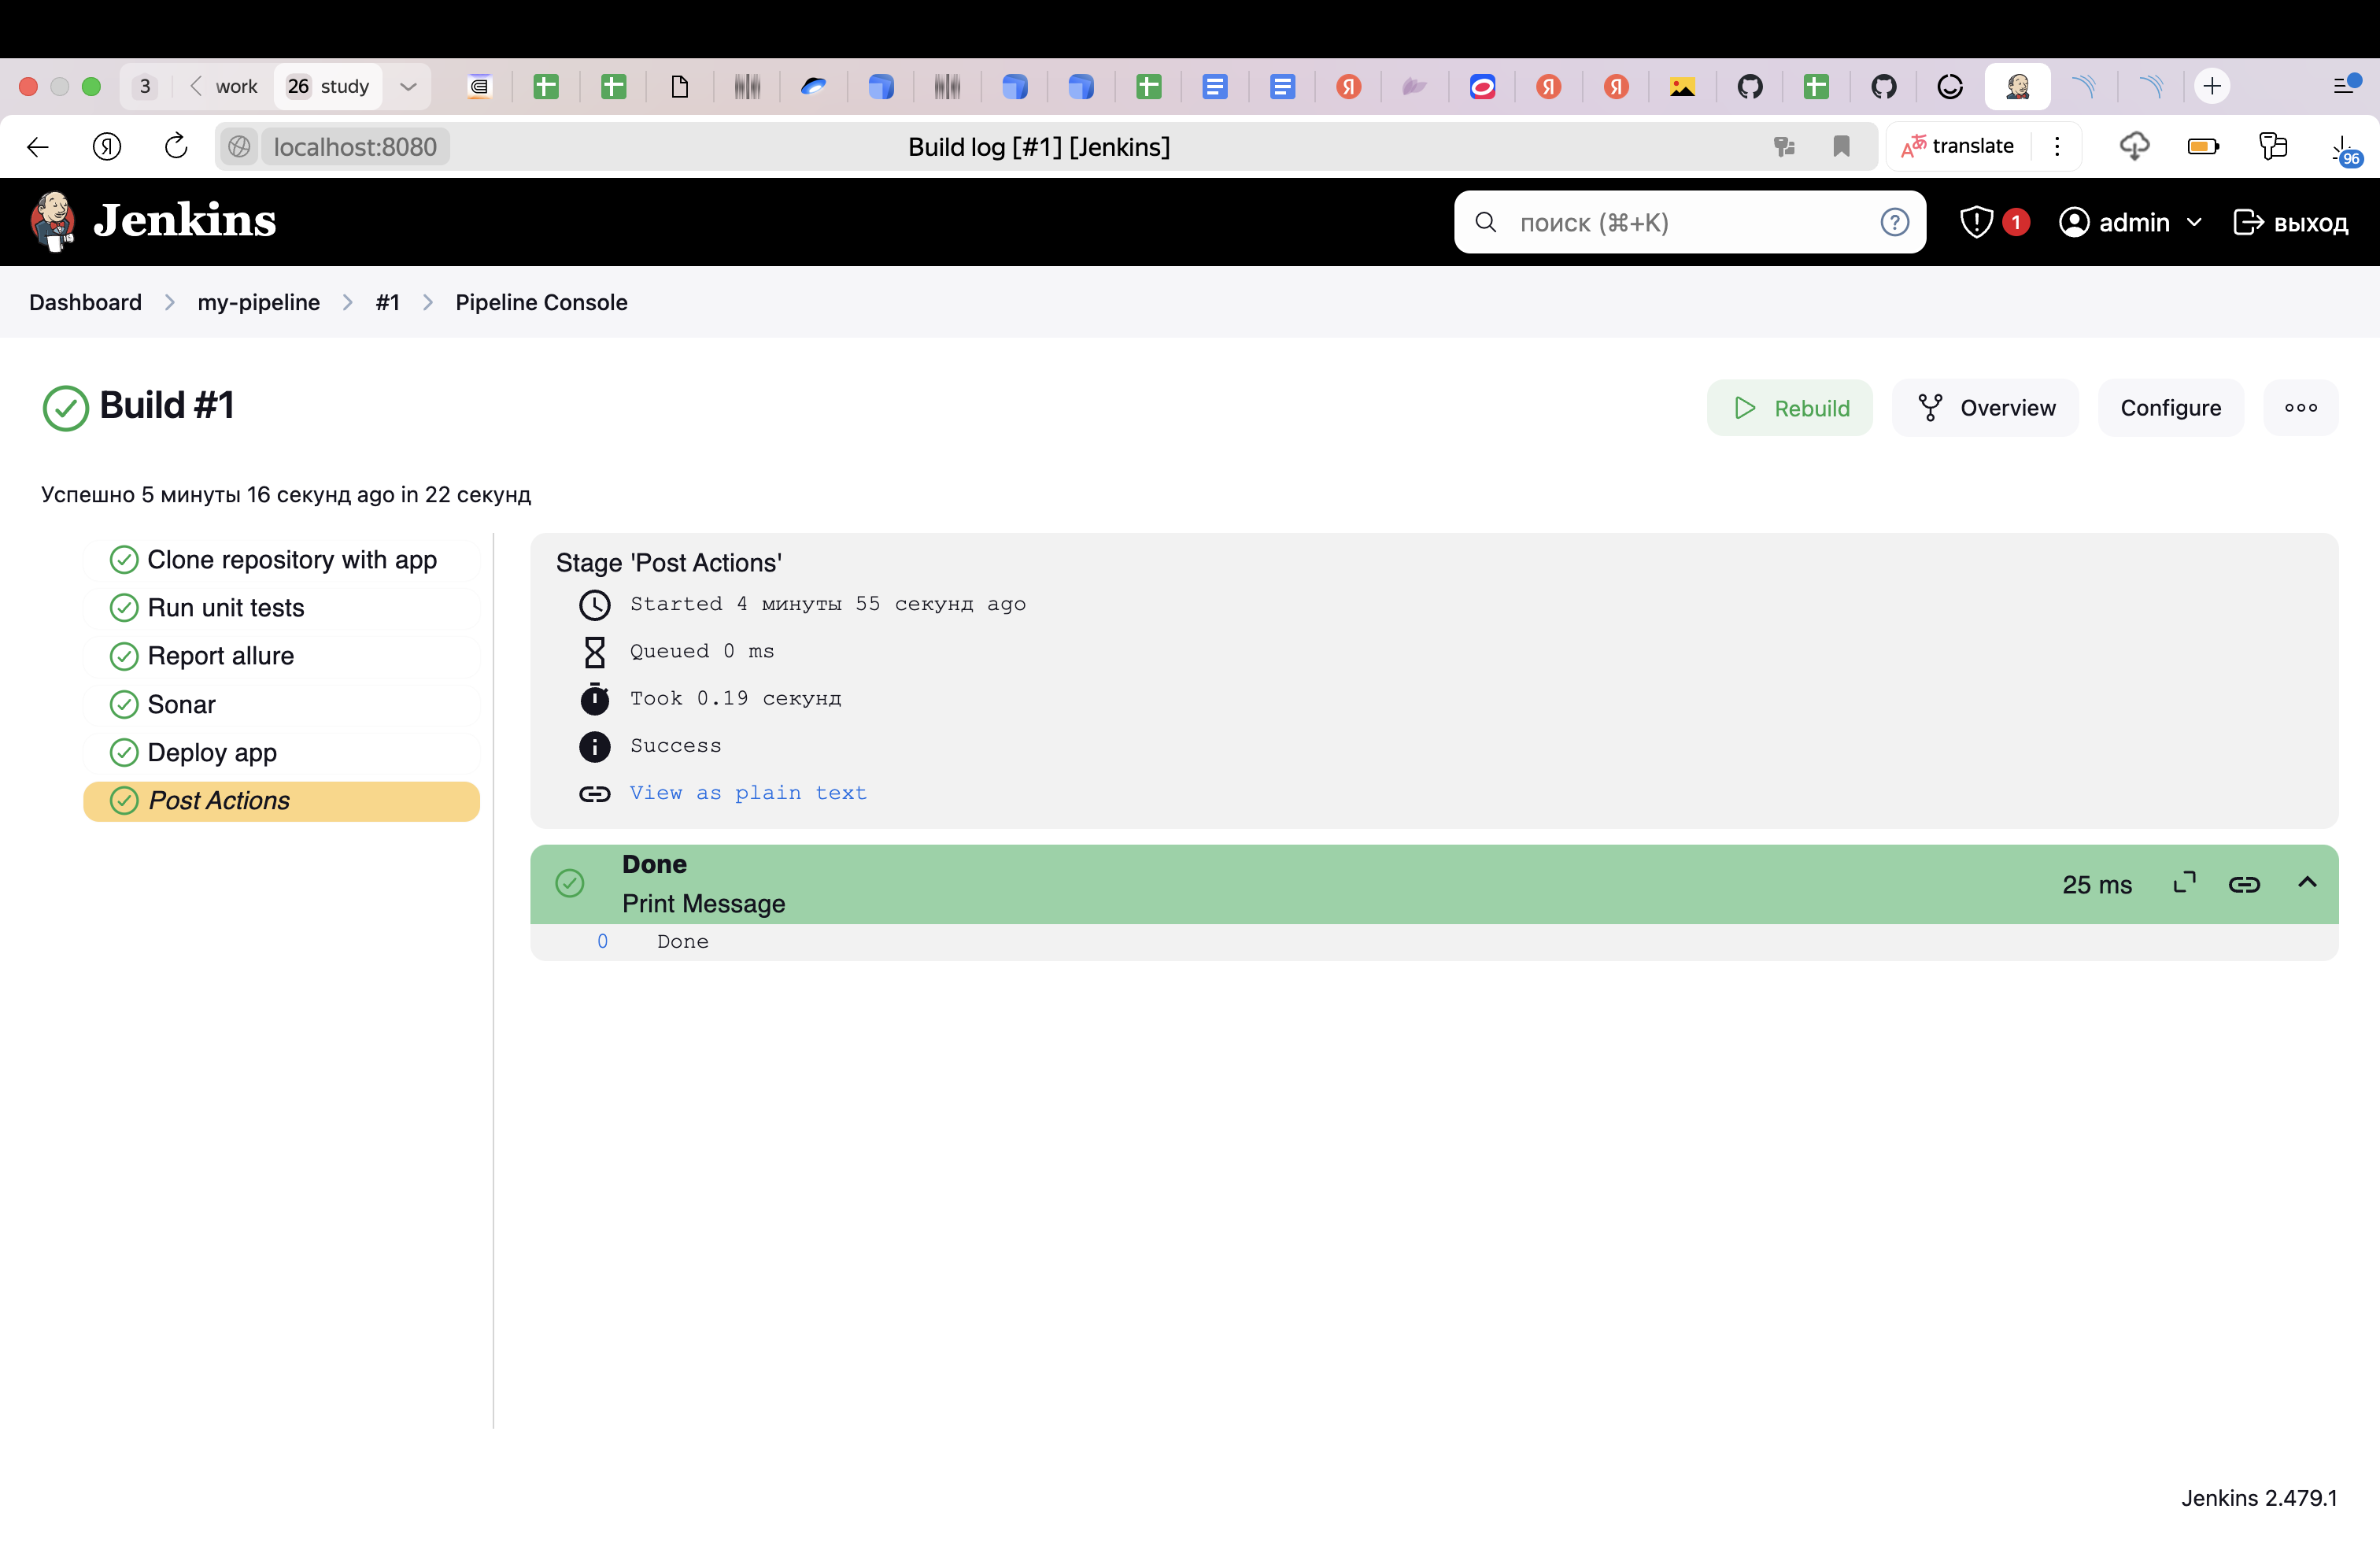 3
work
26 study
localhost:8080
Build log [#1] [Jenkins]
translate
96
Jenkins
поиск (⌘+K)
1
admin
выход
Dashboard
my-pipeline
#1
Pipeline Console
Build #1
Rebuild
Overview
Configure
Успешно 5 минуты 16 секунд ago in 22 секунд
Clone repository with app
Run unit tests
Report allure
Sonar
Deploy app
Post Actions
Stage 'Post Actions'
Started 4 минуты 55 секунд ago
Queued 0 ms
Took 0.19 секунд
Success
View as plain text
Done
Print Message
25 ms
0 Done
Jenkins 2.479.1